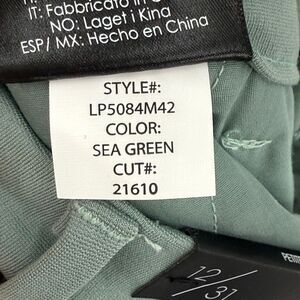 IT: Fabbricato in
NO: Laget i Kina
ESP/ MX: Hecho en China
STYLE#:
LP5084M42
COLOR:
SEA GREEN
CUT#:
21610
12/31